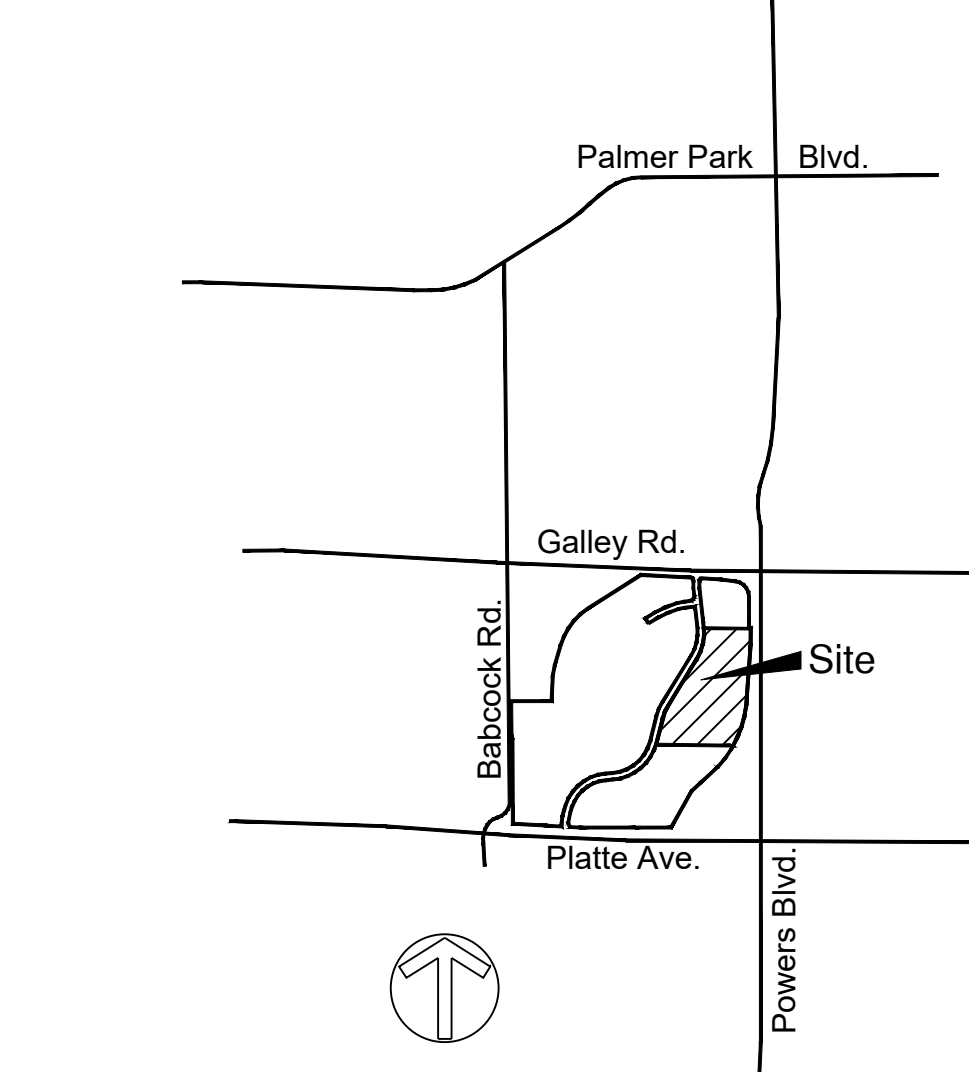 Palmer Park Blvd.
Galley Rd.
Babcock Rd.
Site
Platte Ave.
Powers Blvd.